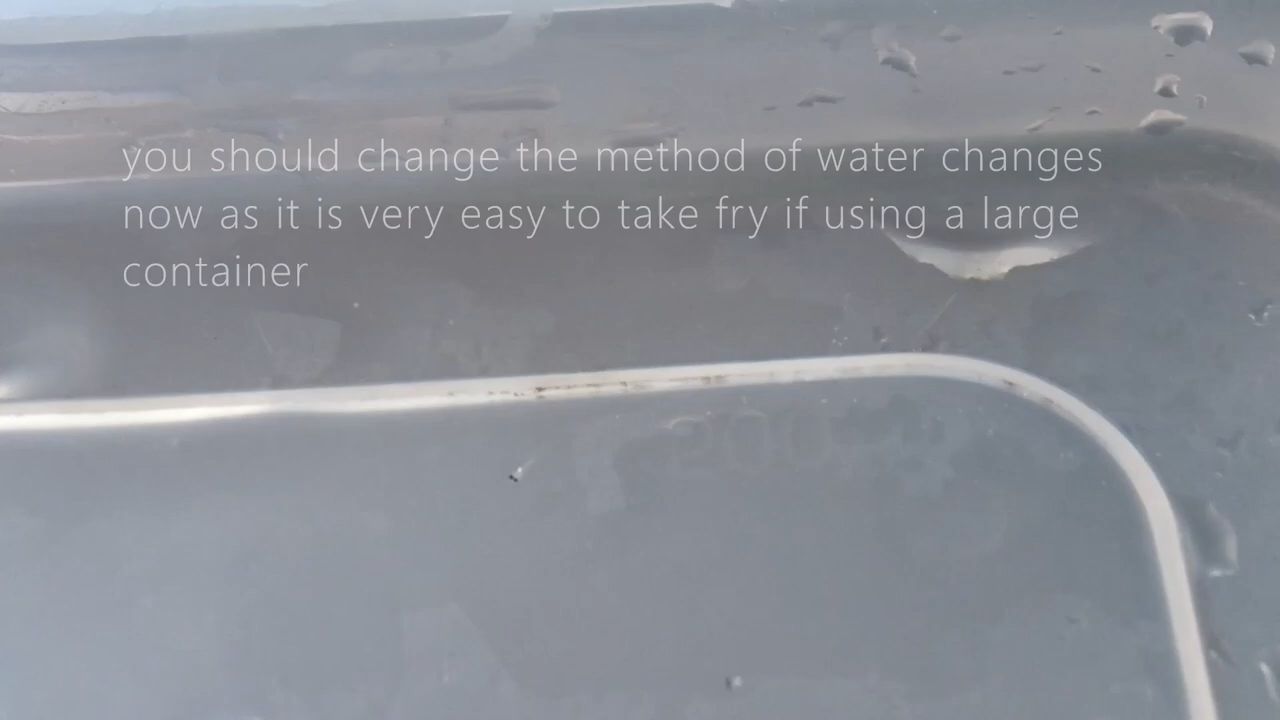 you should change the method of water changes
now as it is very easy to take fry if using a large
container